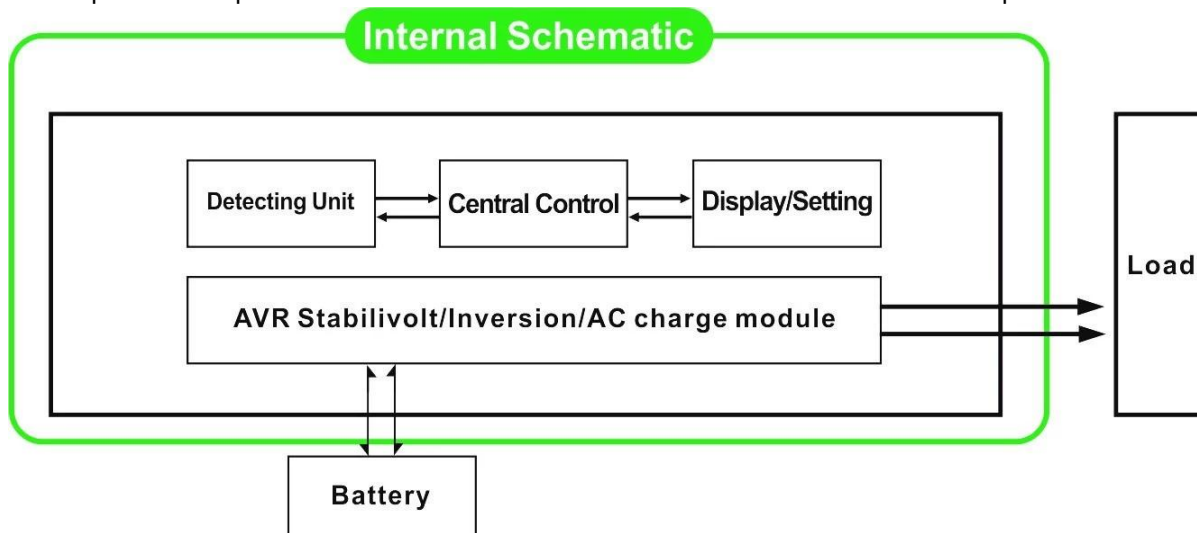 Internal Schematic
Detecting Unit
Central Control
Display/Setting
Load
AVR Stabilivolt/Inversion/AC charge module
Battery